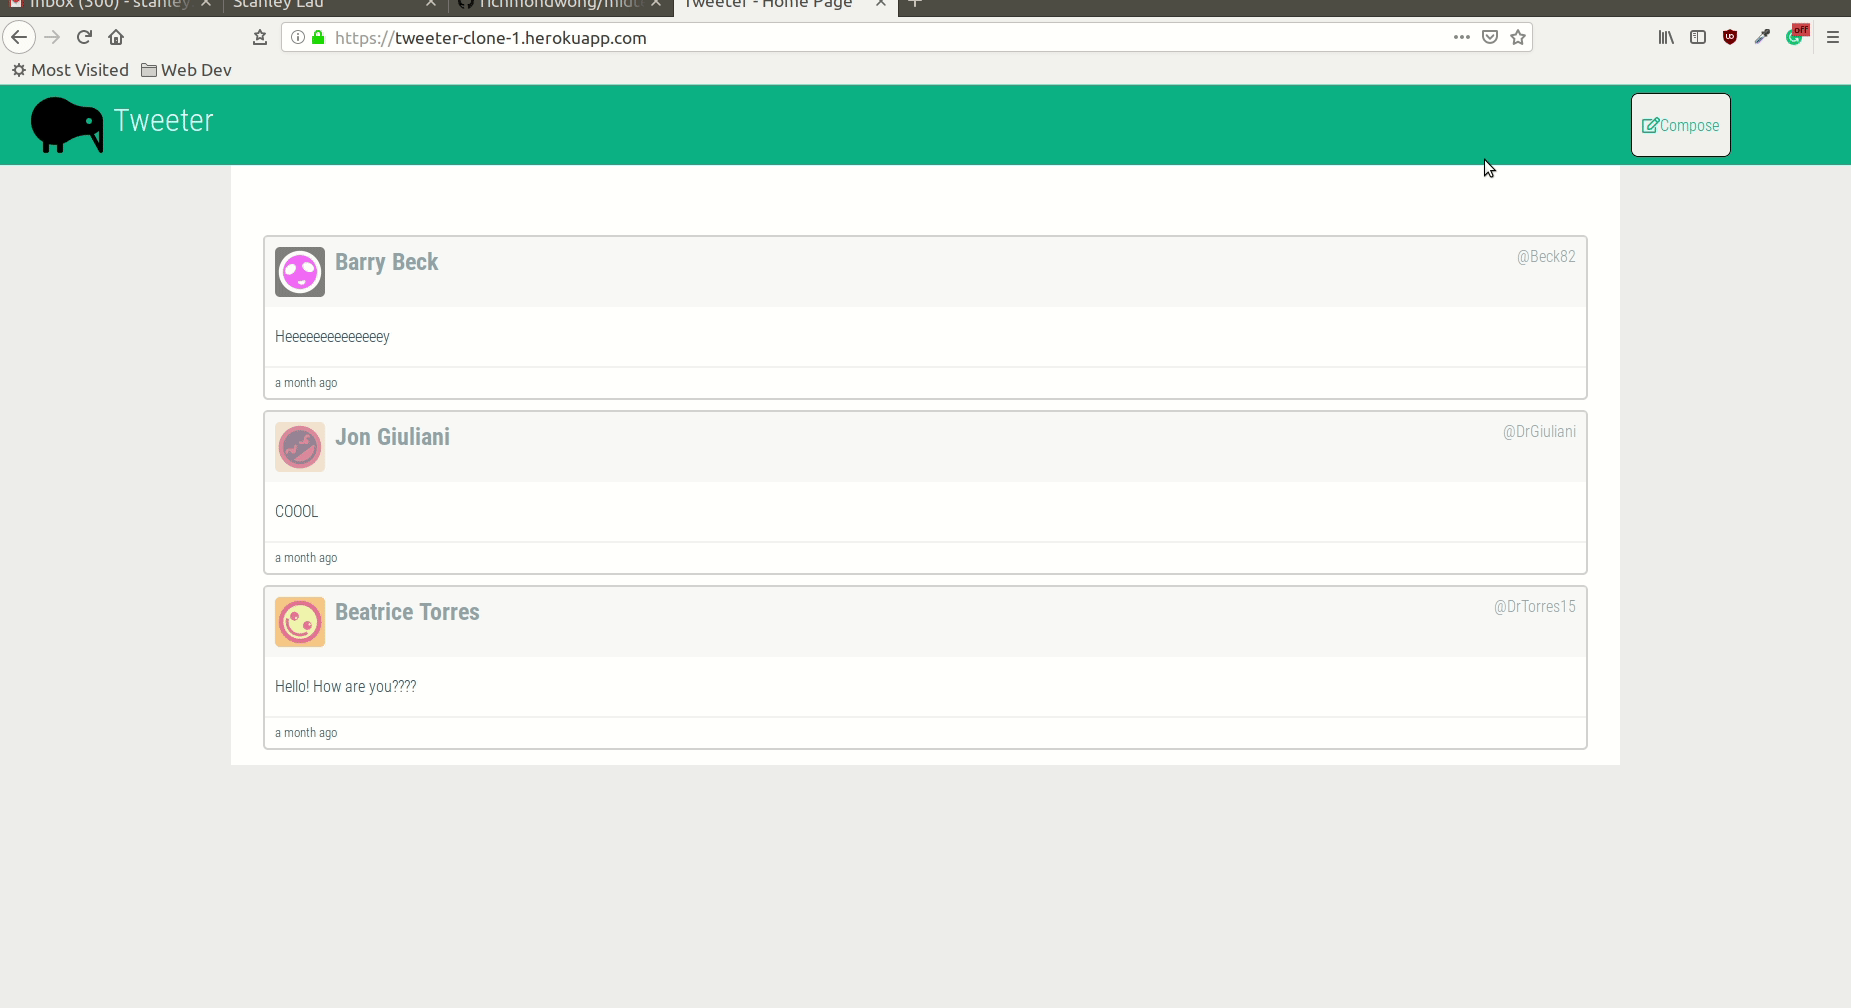 Inbox (300) - stanley
Stanley Lau
richmondwong/midt
Tweeter - Home Page
https://tweeter-clone-1.herokuapp.com
off
Most Visited
Web Dev
Tweeter
Compose
Barry Beck
@Beck82
Heeeeeeeeeeeeeey
a month ago
Jon Giuliani
@DrGiuliani
COOOL
a month ago
Beatrice Torres
@DrTorres15
Hello! How are you????
a month ago